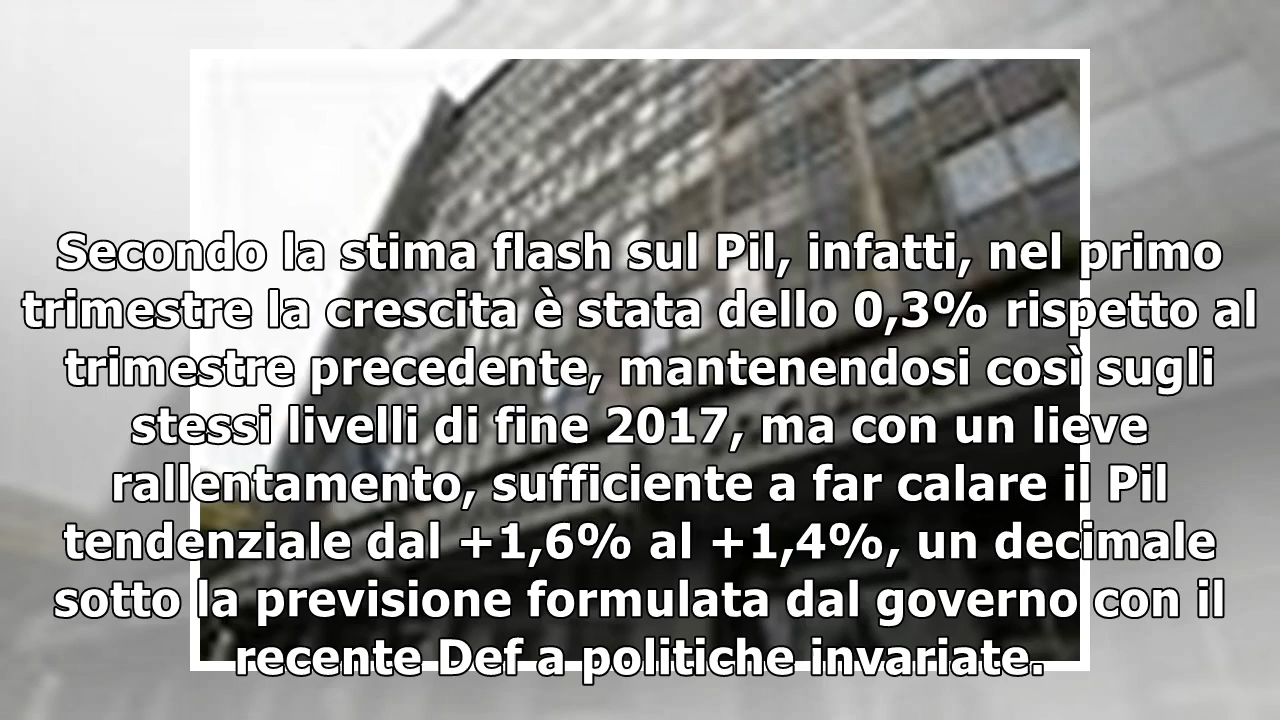 Secondo la stima flash sul Pil, infatti, nel primo
trimestre la crescita è stata dello 0,3% rispetto al
trimestre precedente, mantenendosi così sugli
stessi livelli di fine 2017, ma con un lieve
rallentamento, sufficiente a far calare il Pil
tendenziale dal +1,6% al +1,4%, un decimale
sotto la previsione formulata dal governo con il
recente Def a politiche invariate.